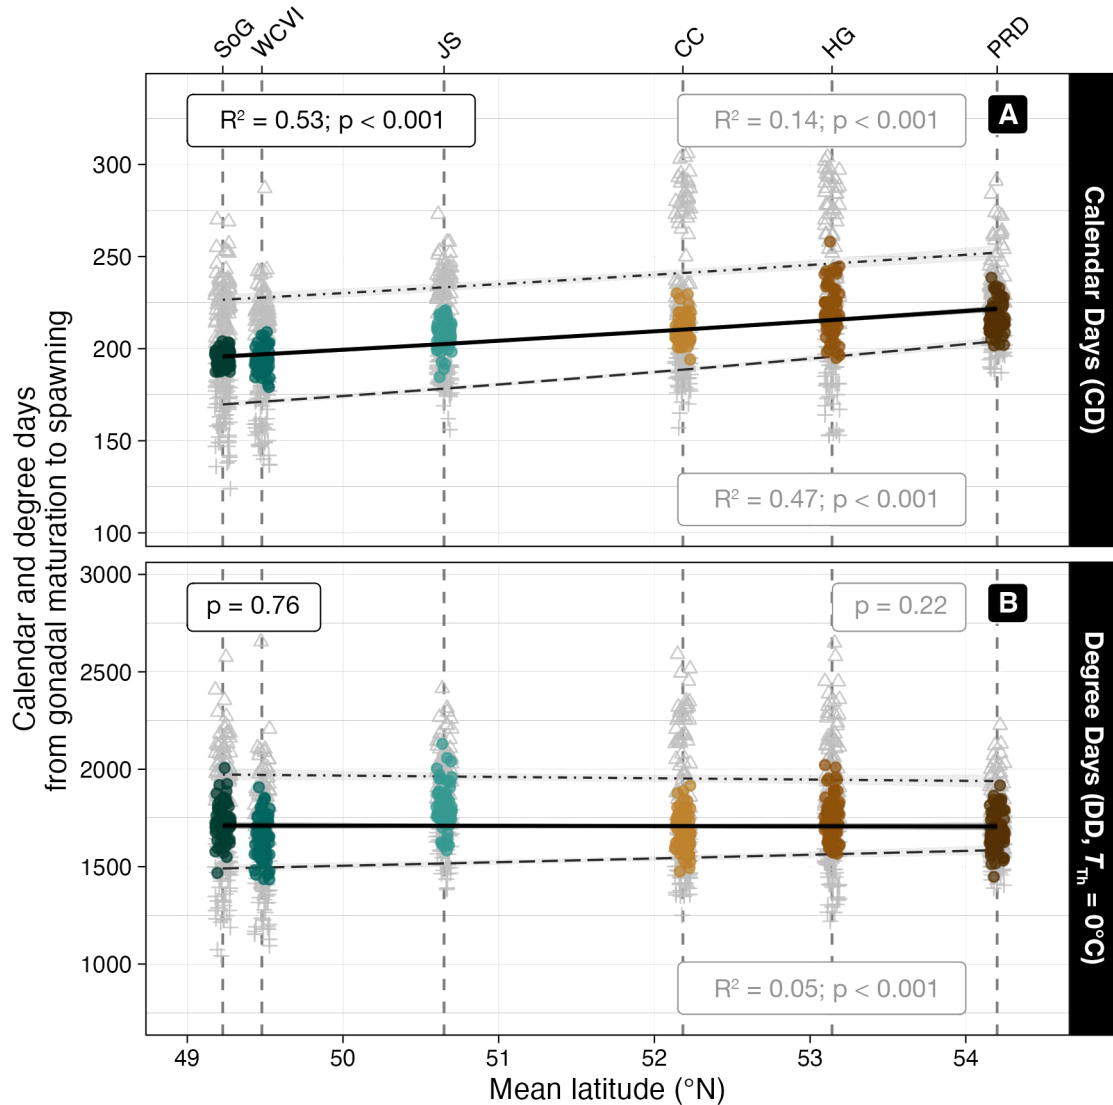 SoG
WCVI
JS
CC
HG
PRD
R² = 0.53; p < 0.001
R² = 0.14; p < 0.001
A
300
250
200
150
100
R² = 0.47; p < 0.001
Calendar Days (CD)
Calendar and degree days
from gonadal maturation to spawning
3000
2500
2000
1500
1000
p = 0.76
p = 0.22
B
R² = 0.05; p < 0.001
Degree Days (DD, T Th = 0°C)
49
50
51
52
53
54
Mean latitude (°N)